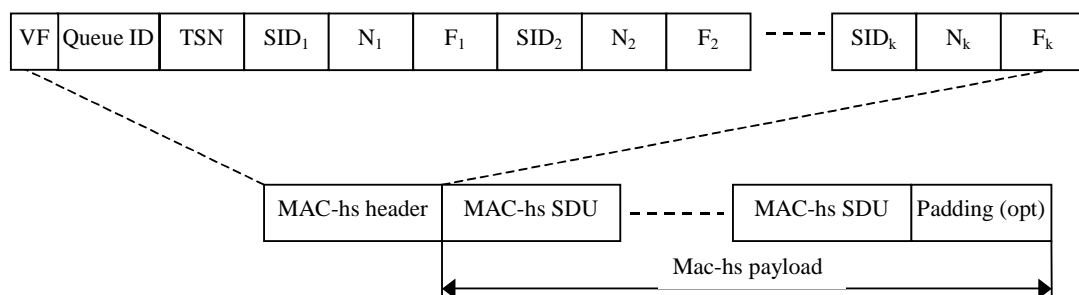 VF Queue ID TSN SID₁ N₁ F₁ SID₂ N₂ F₂ SIDₖ Nₖ Fₖ
MAC-hs header MAC-hs SDU MAC-hs SDU Padding (opt)
Mac-hs payload